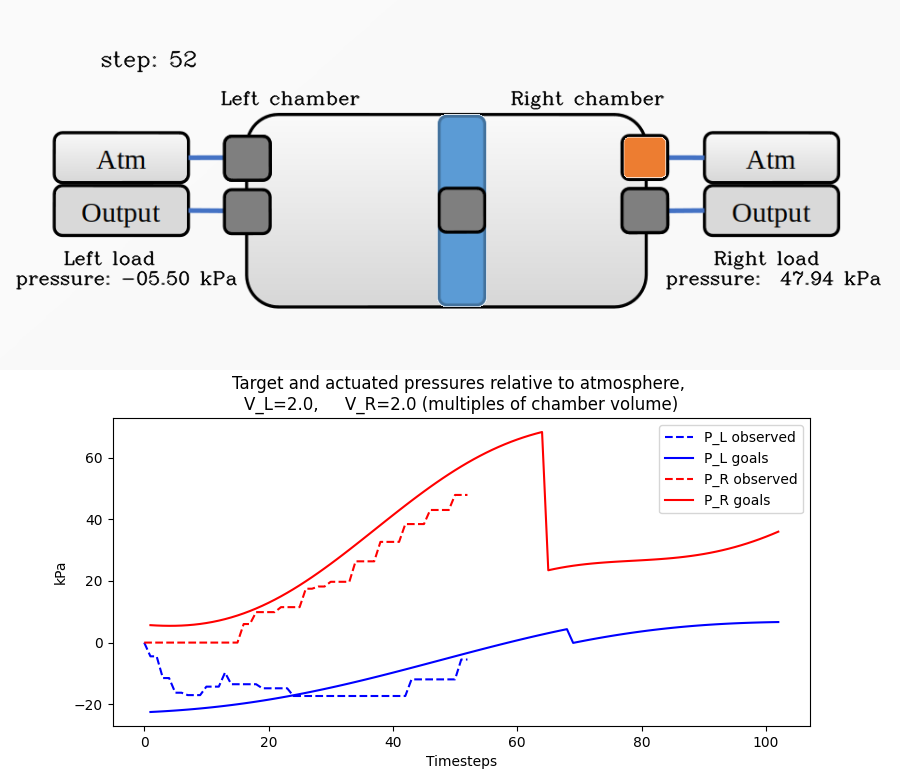 step: 52
Left chamber
Right chamber
Atm
Atm
Output
Output
Left load
pressure: −05.50 kPa
Right load
pressure: 47.94 kPa
Target and actuated pressures relative to atmosphere,
V_L=2.0, V_R=2.0 (multiples of chamber volume)
P_L observed
P_L goals
P_R observed
P_R goals
kPa
60
40
20
0
−20
0 20 40 60 80 100
Timesteps